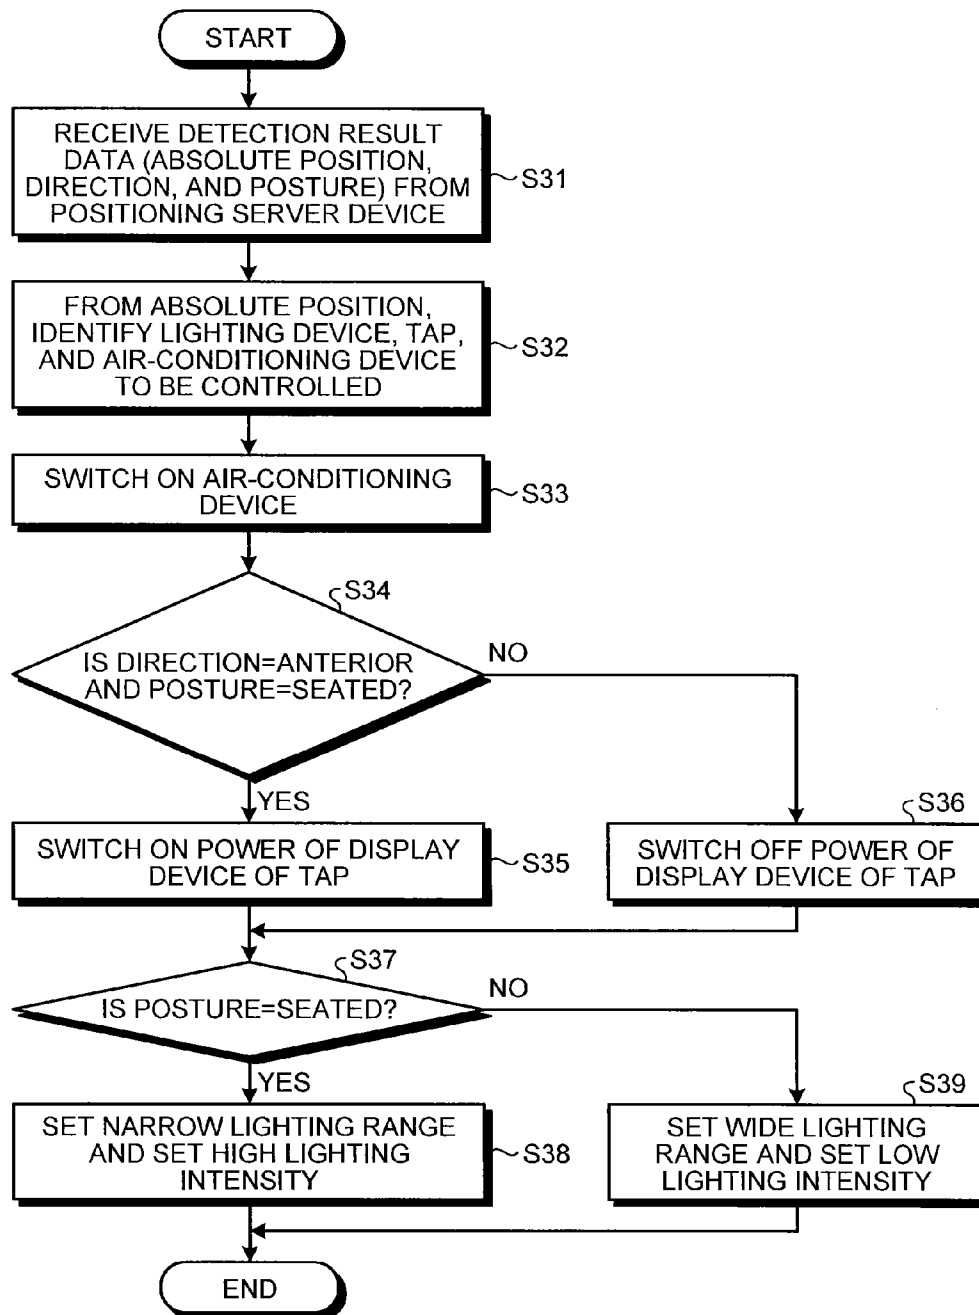 START
RECEIVE DETECTION RESULT
DATA (ABSOLUTE POSITION,
DIRECTION, AND POSTURE) FROM
POSITIONING SERVER DEVICE
S31
FROM ABSOLUTE POSITION,
IDENTIFY LIGHTING DEVICE, TAP,
AND AIR-CONDITIONING DEVICE
TO BE CONTROLLED
S32
SWITCH ON AIR-CONDITIONING
DEVICE
S33
S34
IS DIRECTION=ANTERIOR
AND POSTURE=SEATED?
NO
YES
SWITCH ON POWER OF DISPLAY
DEVICE OF TAP
S35
S36
SWITCH OFF POWER OF
DISPLAY DEVICE OF TAP
S37
IS POSTURE=SEATED?
NO
YES
SET NARROW LIGHTING RANGE
AND SET HIGH LIGHTING
INTENSITY
S38
S39
SET WIDE LIGHTING
RANGE AND SET LOW
LIGHTING INTENSITY
END